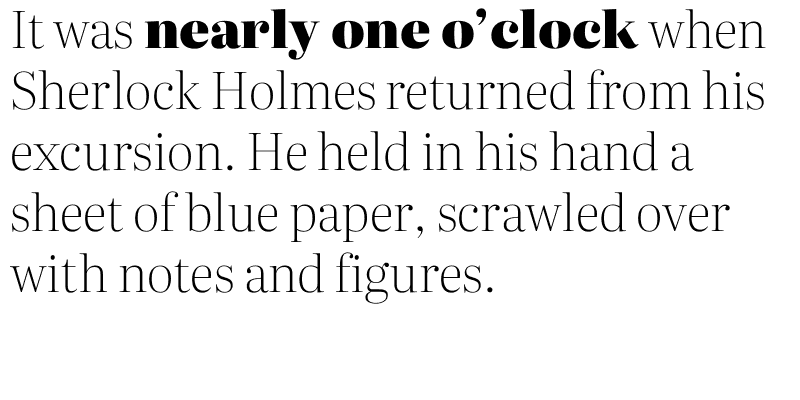 It was nearly one o’clock when
Sherlock Holmes returned from his
excursion. He held in his hand a
sheet of blue paper, scrawled over
with notes and figures.